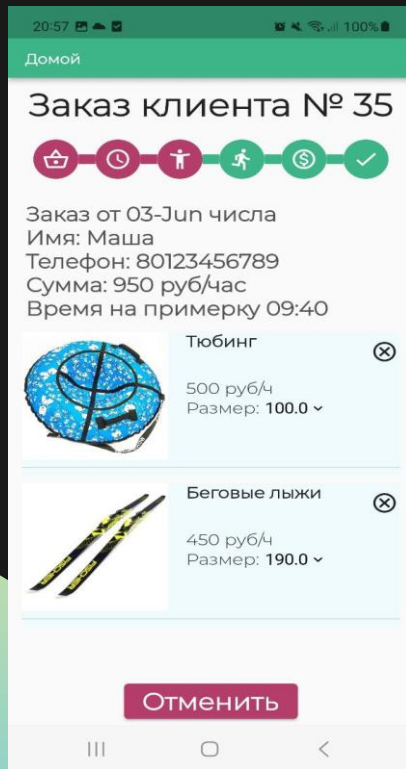 20:57 100%
Домой
Заказ клиента № 35
Заказ от 03-Jun числа
Имя: Маша
Телефон: 80123456789
Сумма: 950 руб/час
Время на примерку 09:40
Тюбинг
500 руб/ч
Размер: 100.0
Беговые лыжи
450 руб/ч
Размер: 190.0
FISCHER
Отменить